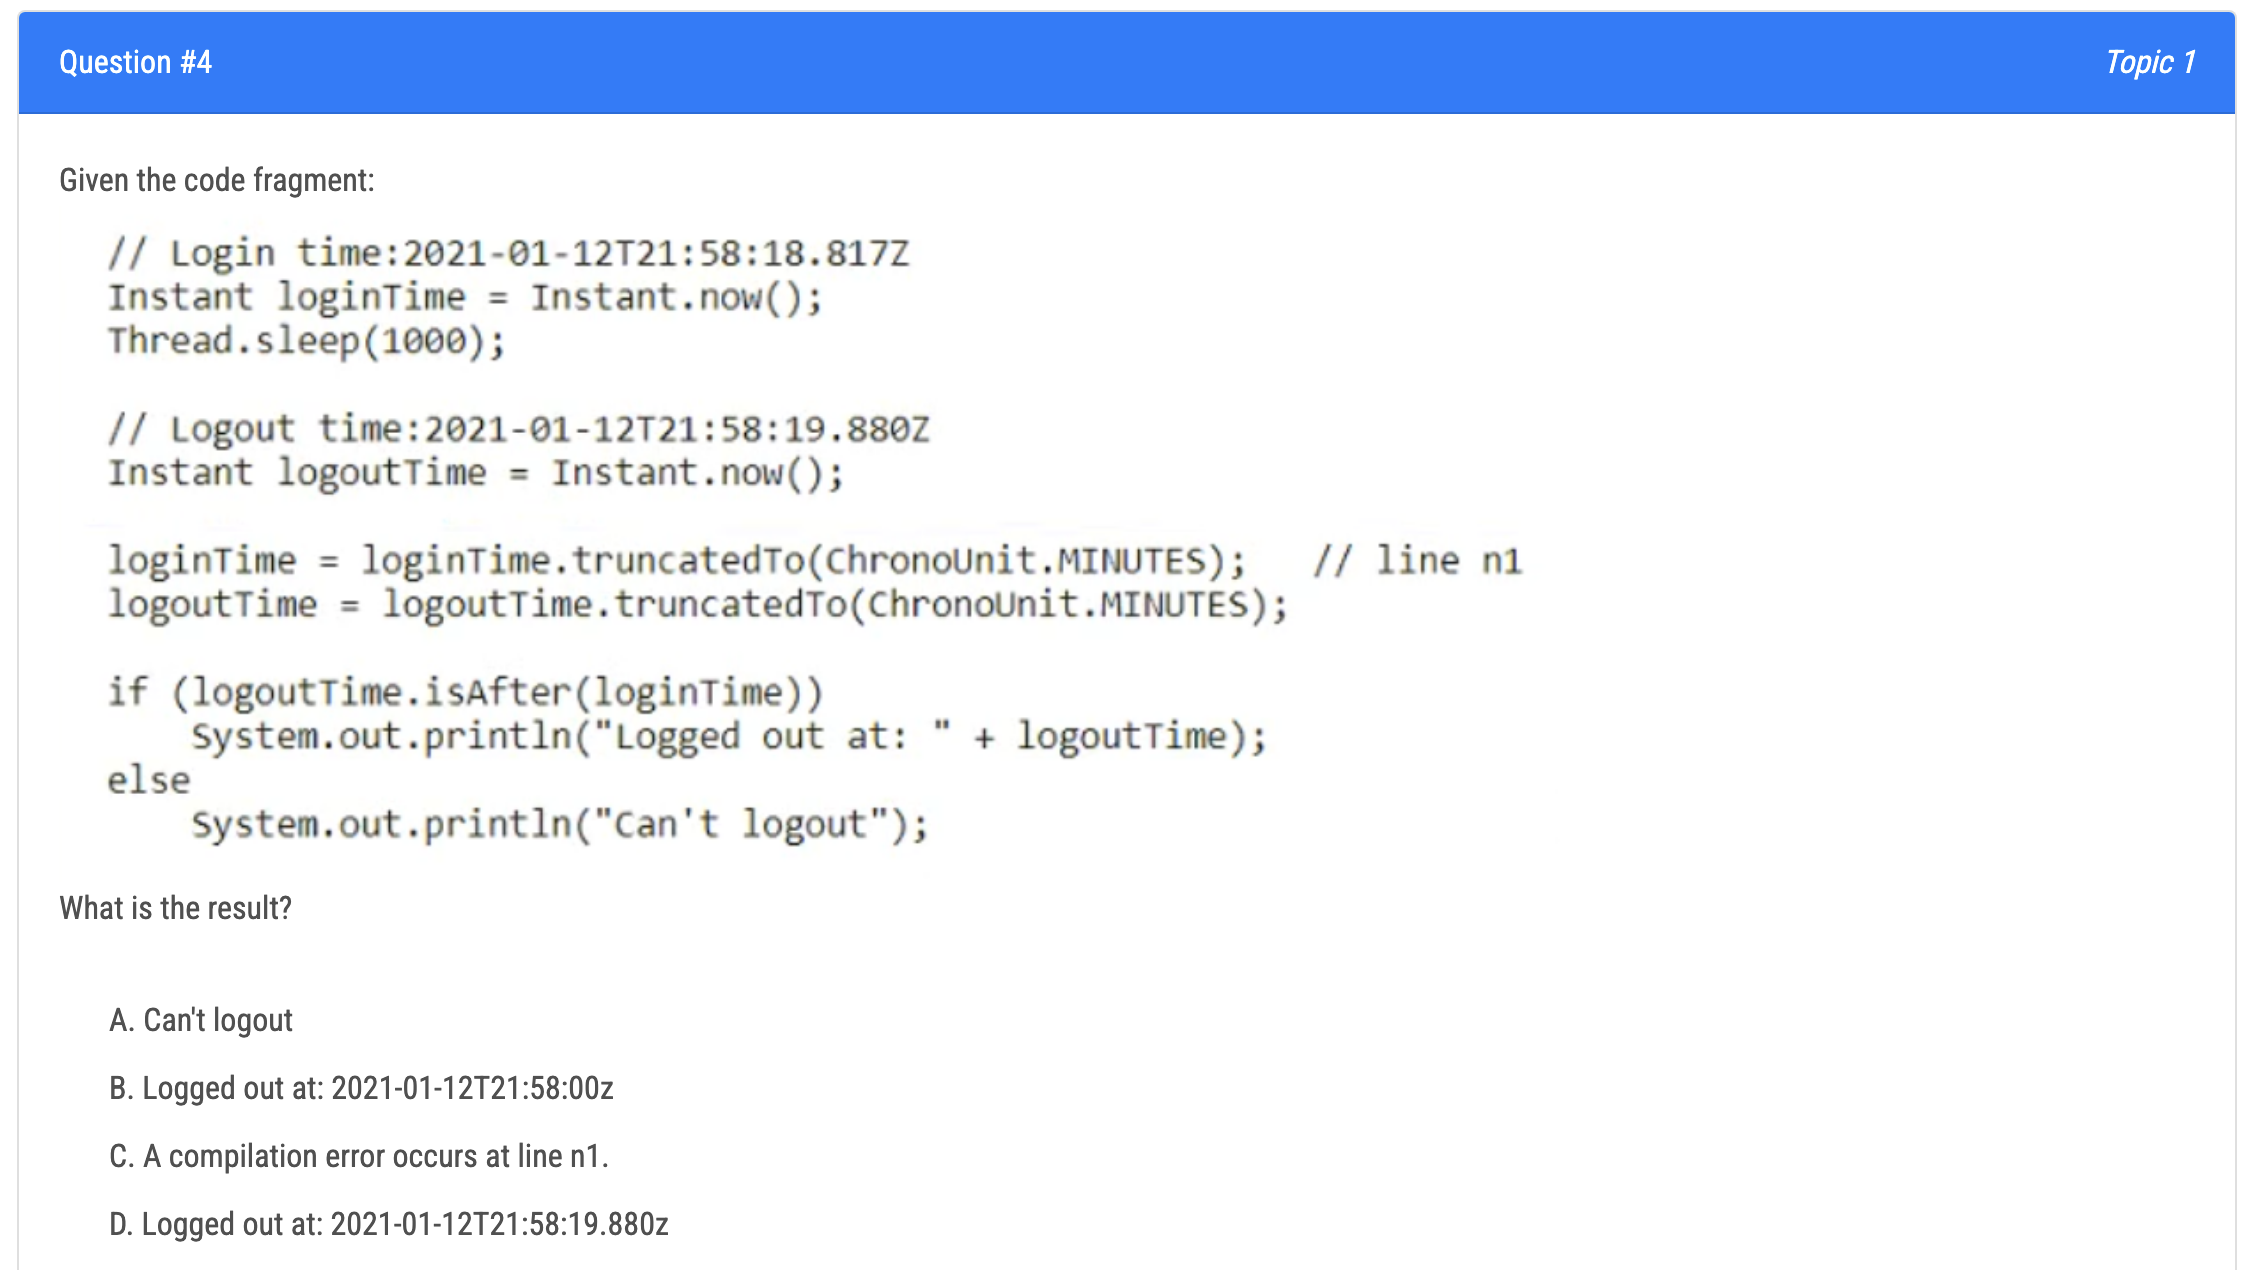 Question #4
Topic 1
Given the code fragment:
// Login time:2021-01-12T21:58:18.817Z
Instant loginTime = Instant.now();
Thread.sleep(1000);
// Logout time:2021-01-12T21:58:19.880Z
Instant logoutTime = Instant.now();
loginTime = loginTime.truncatedTo(ChronoUnit.MINUTES);   // line n1
logoutTime = logoutTime.truncatedTo(ChronoUnit.MINUTES);
if (logoutTime.isAfter(loginTime))
    System.out.println("Logged out at: " + logoutTime);
else
    System.out.println("Can't logout");
What is the result?
A. Can't logout
B. Logged out at: 2021-01-12T21:58:00z
C. A compilation error occurs at line n1.
D. Logged out at: 2021-01-12T21:58:19.880z